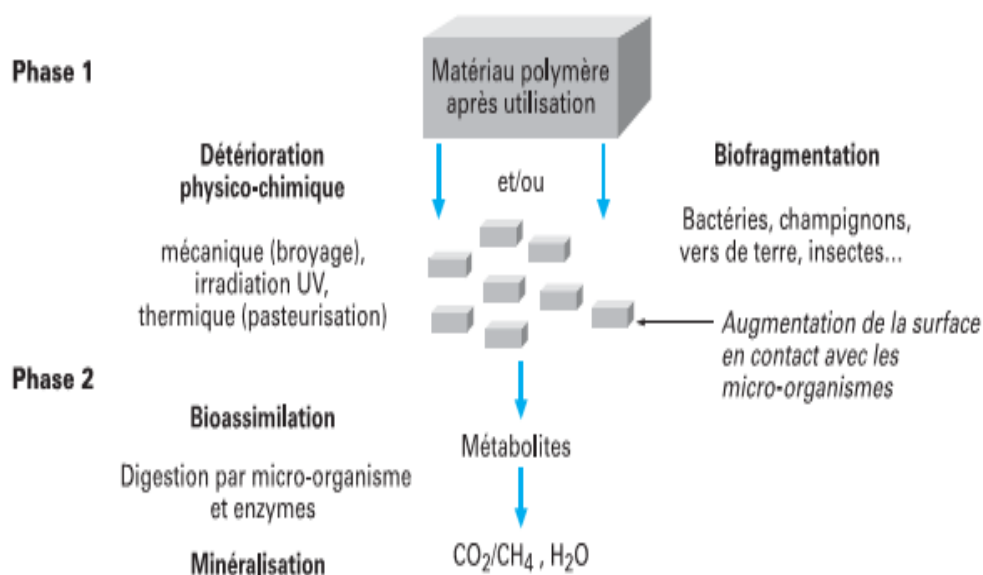 Phase 1
Matériau polymère
après utilisation
Détérioration
physico-chimique
et/ou
Biofragmentation
mécanique (broyage),
irradiation UV,
thermique (pasteurisation)
Bactéries, champignons,
vers de terre, insectes...
Augmentation de la surface
en contact avec les
micro-organismes
Phase 2
Bioassimilation
Métabolites
Digestion par micro-organisme
et enzymes
Minéralisation
CO₂/CH₄ , H₂O